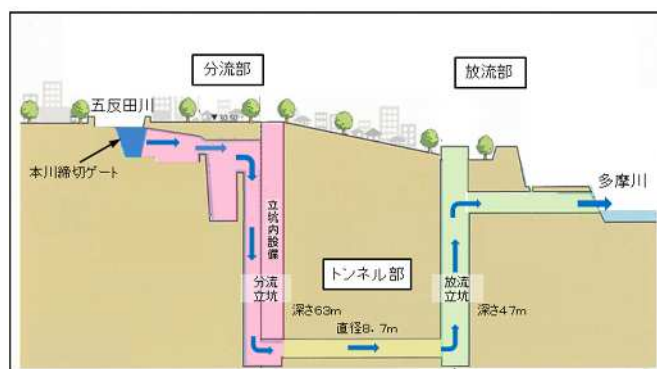 分流部
放流部
五反田川
本川締切ゲート
多摩川
立坑内設備
トンネル部
分流
立坑
放流
立坑
深さ63m
深さ47m
直径8.7m